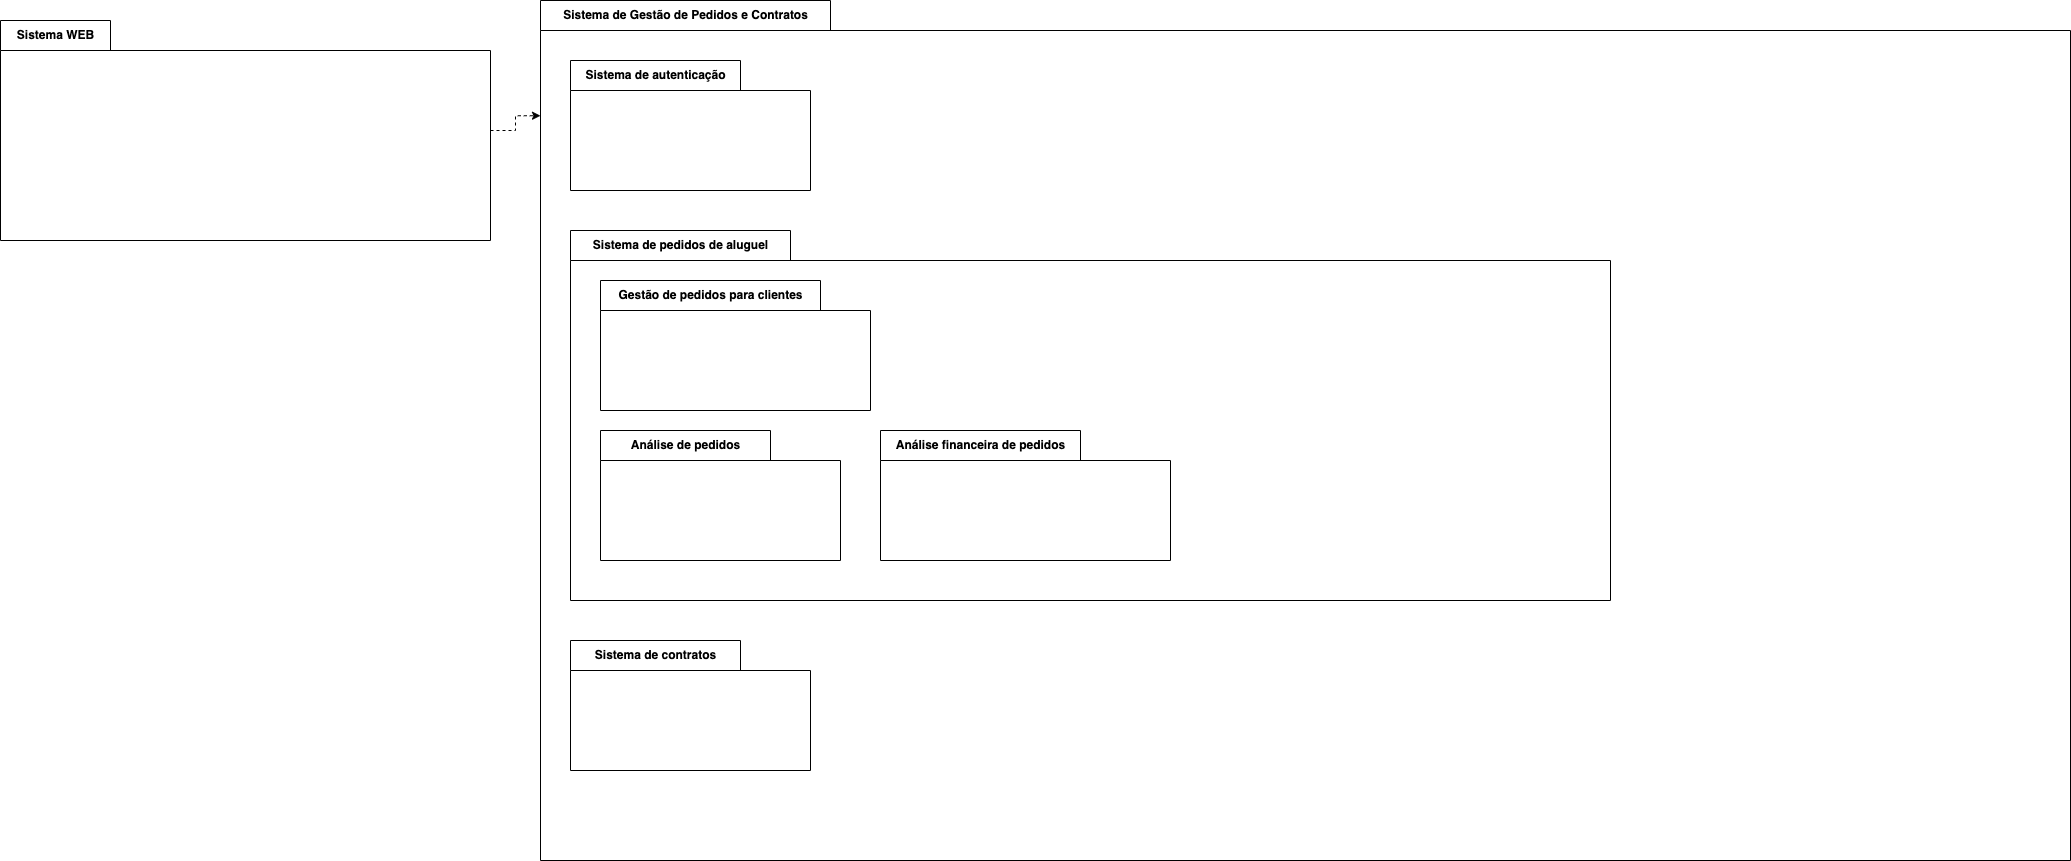 Sistema de Gestão de Pedidos e Contratos
Sistema WEB
Sistema de autenticação
Sistema de pedidos de aluguel
Gestão de pedidos para clientes
Análise de pedidos
Análise financeira de pedidos
Sistema de contratos